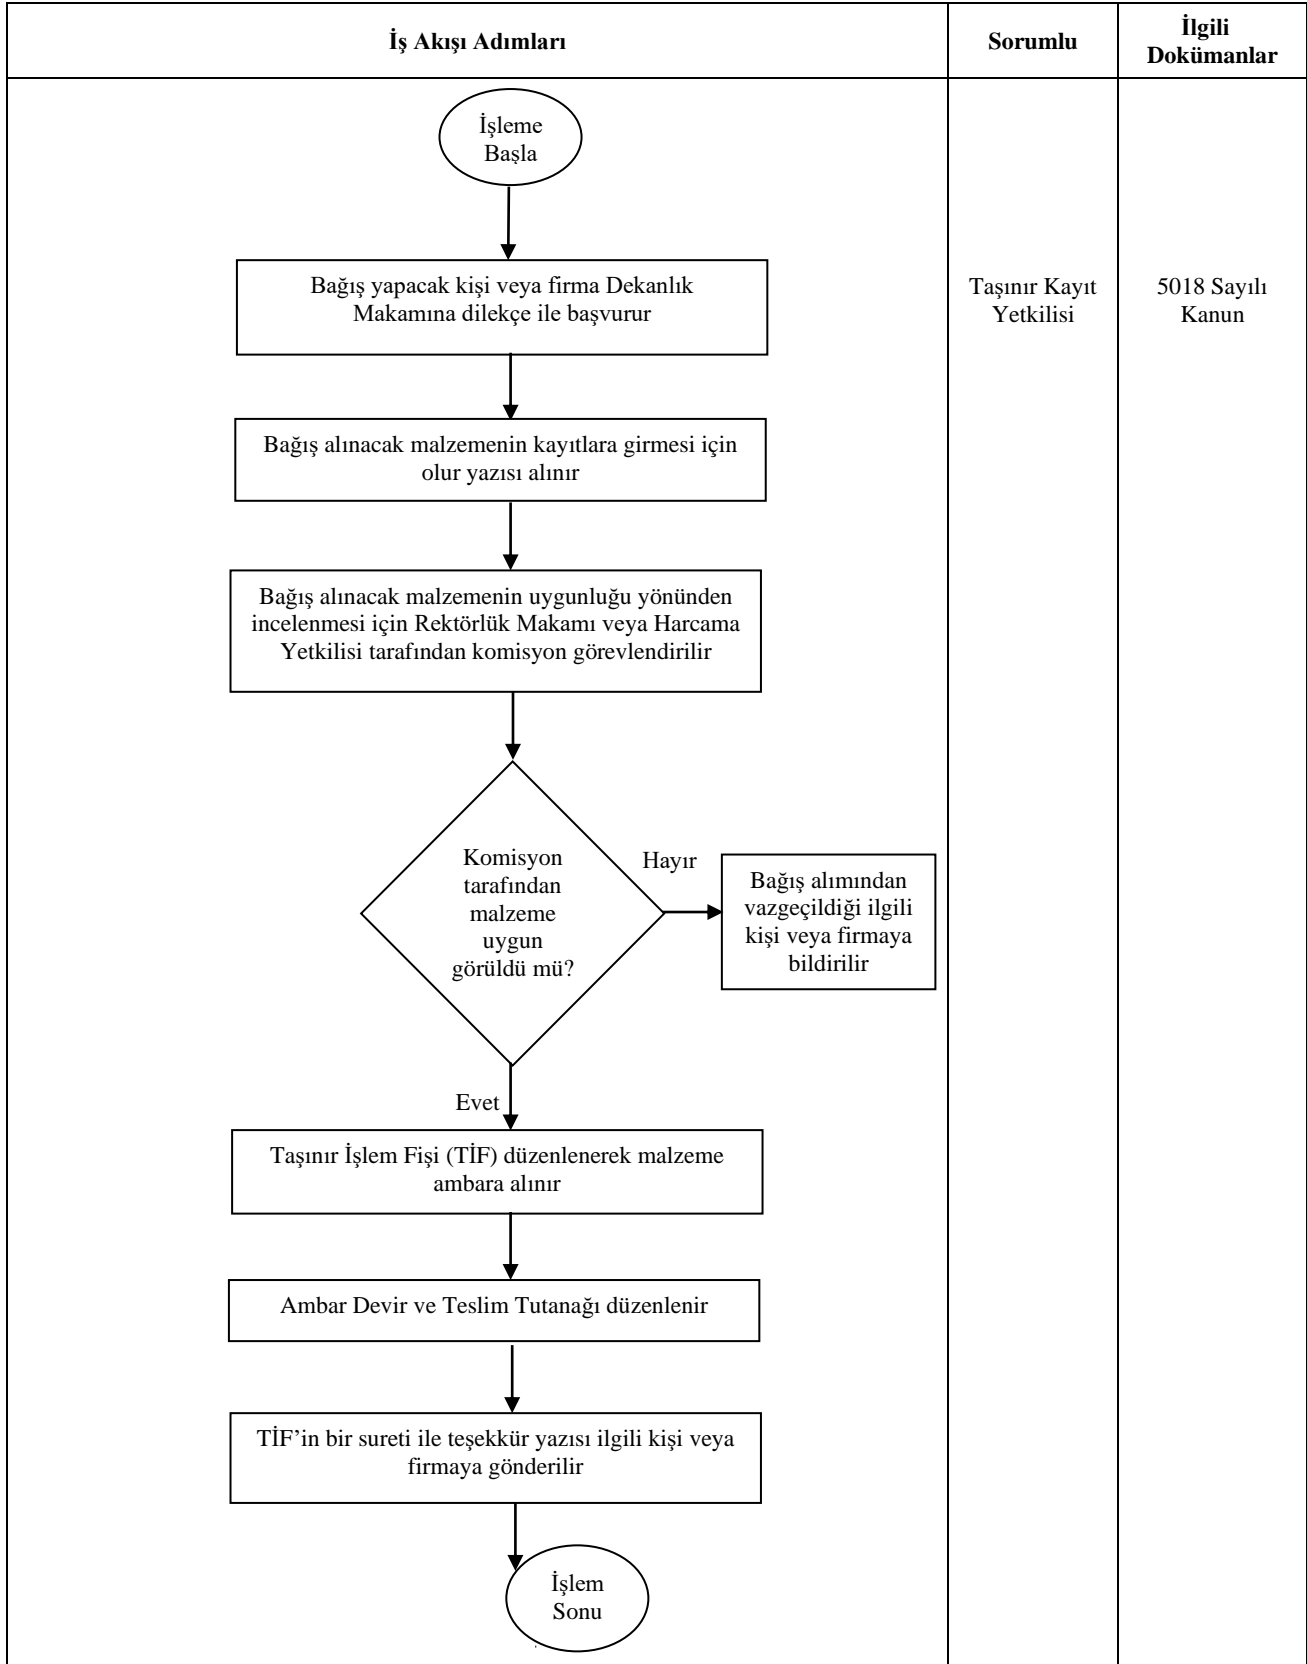 İş Akışı Adımları
Sorumlu
İlgili
Dokümanlar
İşleme
Başla
Bağış yapacak kişi veya firma Dekanlık
Makamına dilekçe ile başvurur
Taşınır Kayıt
Yetkilisi
5018 Sayılı
Kanun
Bağış alınacak malzemenin kayıtlara girmesi için
olur yazısı alınır
Bağış alınacak malzemenin uygunluğu yönünden
incelenmesi için Rektörlük Makamı veya Harcama
Yetkilisi tarafından komisyon görevlendirilir
Komisyon
tarafından
malzeme
uygun
görüldü mü?
Hayır
Bağış alımından
vazgeçildiği ilgili
kişi veya firmaya
bildirilir
Evet
Taşınır İşlem Fişi (TİF) düzenlenerek malzeme
ambara alınır
Ambar Devir ve Teslim Tutanağı düzenlenir
TİF’in bir sureti ile teşekkür yazısı ilgili kişi veya
firmaya gönderilir
İşlem
Sonu